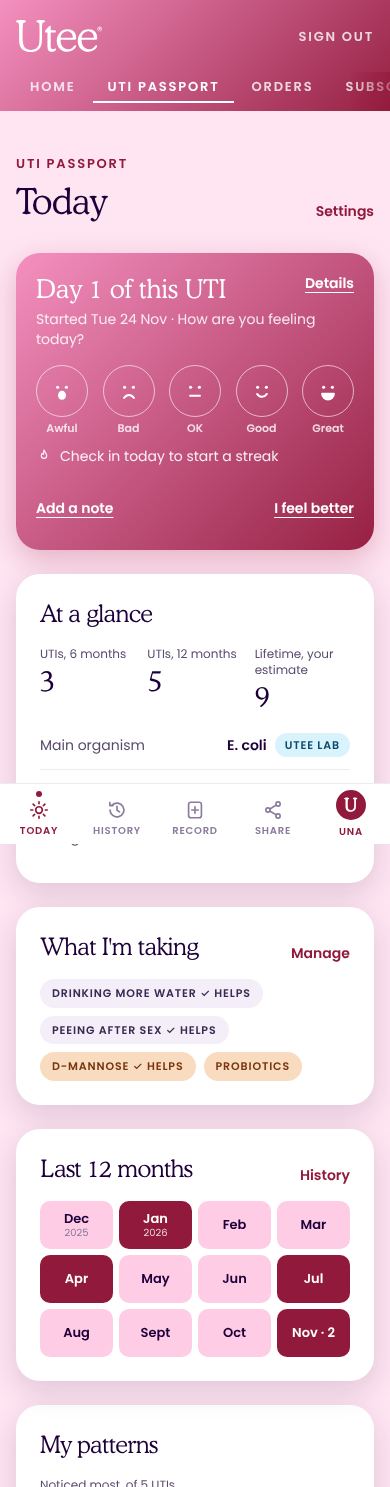 Utee®
SIGN OUT
HOME UTI PASSPORT ORDERS
UTI PASSPORT
Today
Settings
Day 1 of this UTI
Details
Started Tue 24 Nov · How are you feeling
today?
Awful Bad OK Good Great
Check in today to start a streak
Add a note
I feel better
At a glance
UTIs, 6 months
3
UTIs, 12 months
5
Lifetime, your
estimate
9
Main organism
E. coli UTEE LAB
TODAY HISTORY RECORD SHARE
U
UNA
What I'm taking
Manage
DRINKING MORE WATER ✓ HELPS
PEEING AFTER SEX ✓ HELPS
D-MANNOSE ✓ HELPS PROBIOTICS
Last 12 months
History
Dec
2025
Jan
2026
Feb Mar
Apr May Jun Jul
Aug Sept Oct Nov · 2
My patterns
Noticed most, of 5 UTIs